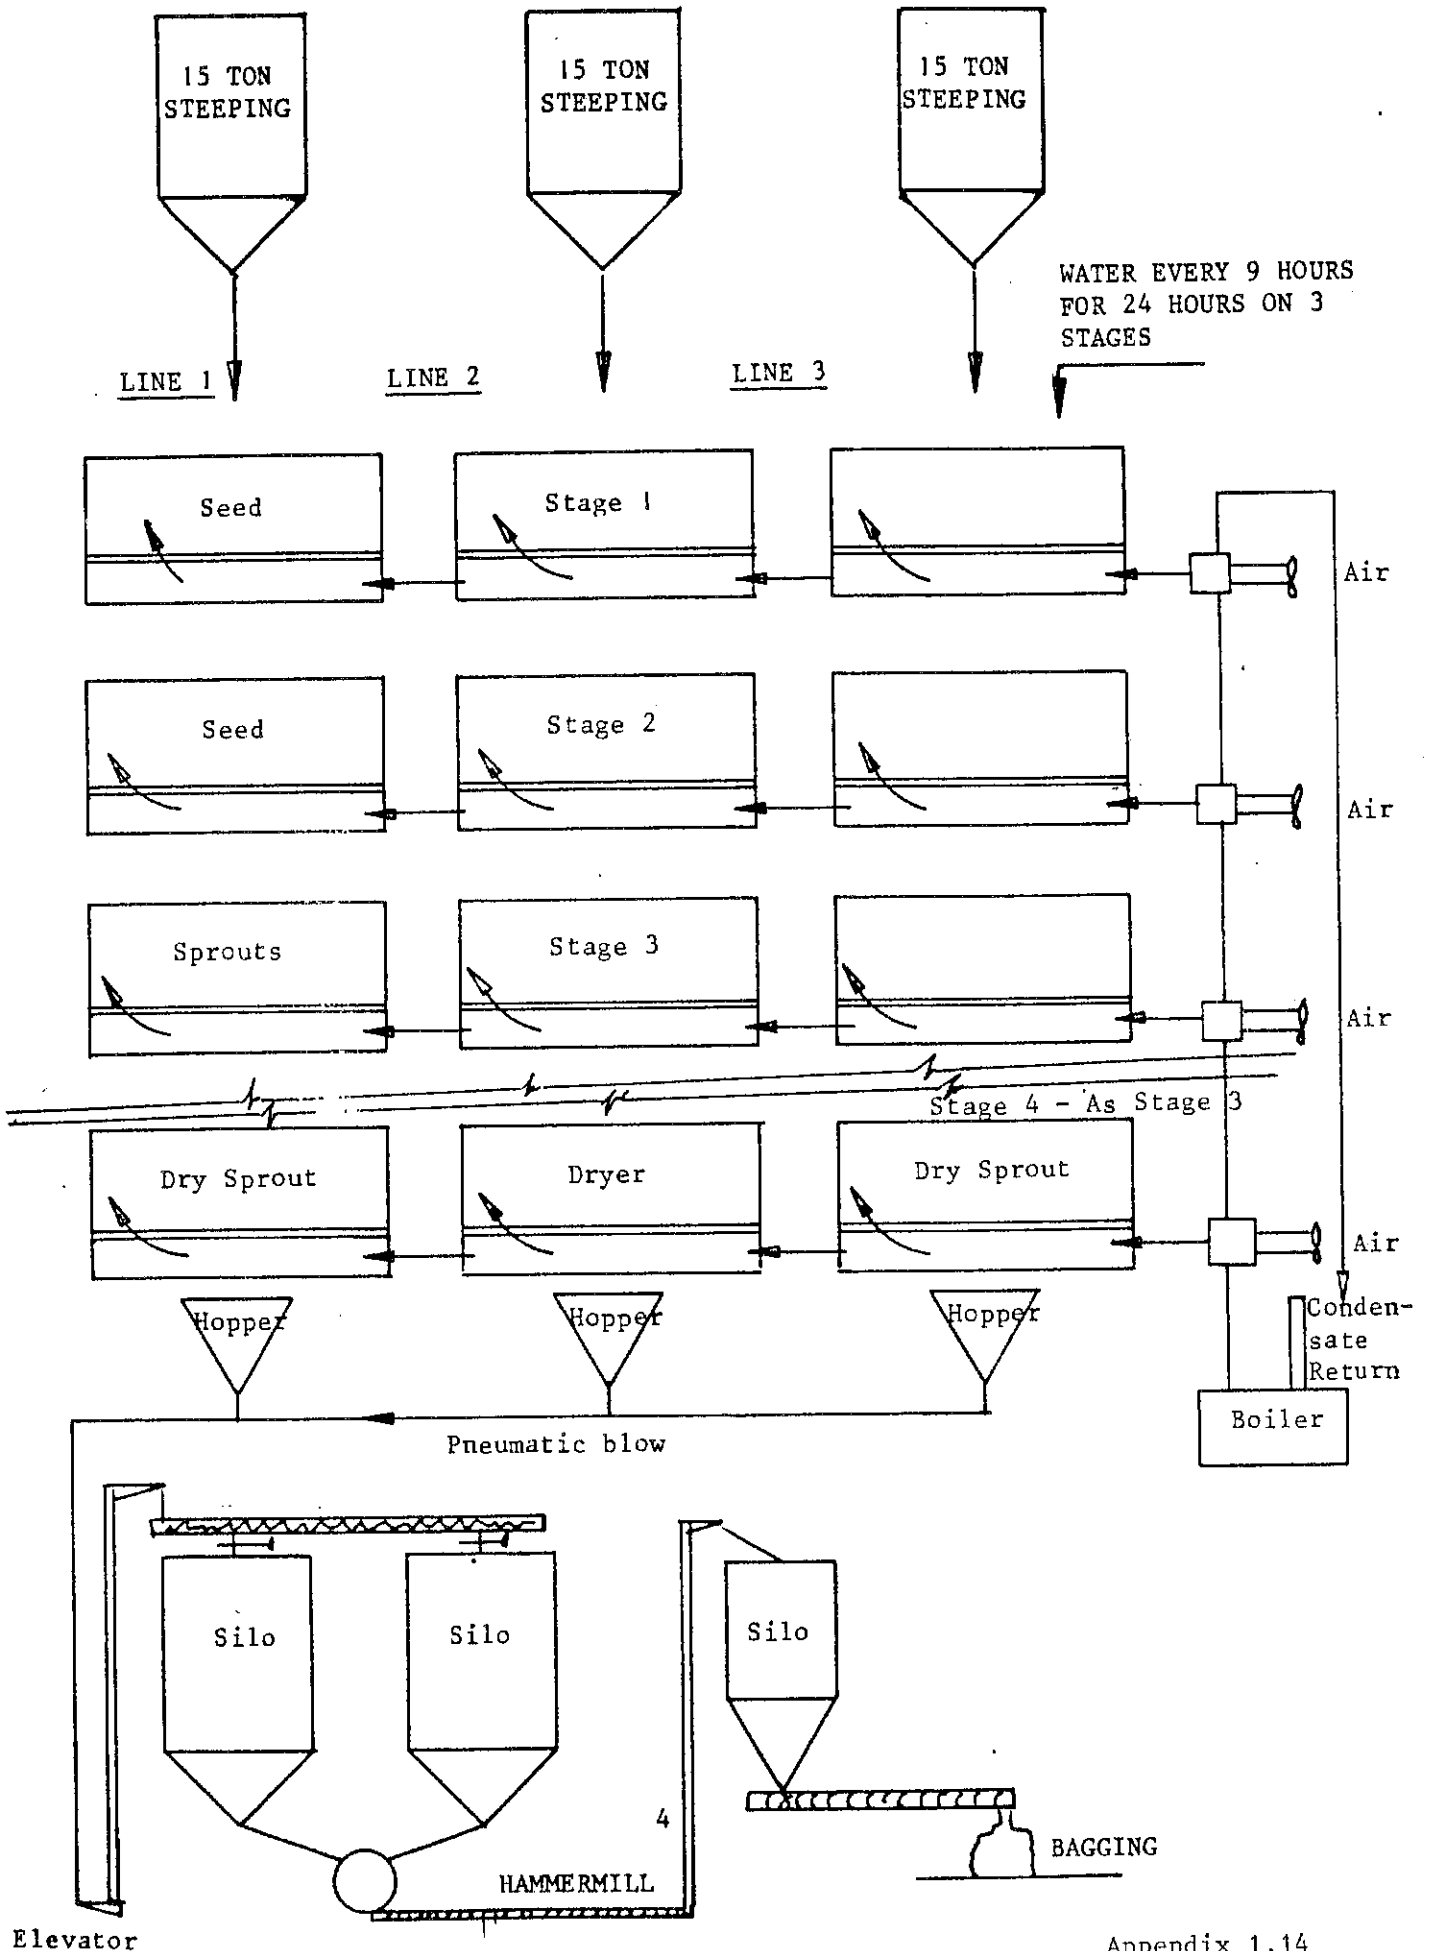 15 TON
STEEPING
15 TON
STEEPING
15 TON
STEEPING
WATER EVERY 9 HOURS
FOR 24 HOURS ON 3
STAGES
LINE 1
LINE 2
LINE 3
Seed
Stage 1
Air
Seed
Stage 2
Air
Sprouts
Stage 3
Air
Stage 4 - As Stage 3
Dry Sprout
Dryer
Dry Sprout
Air
Hopper
Hopper
Hopper
Conden-
sate
Return
Boiler
Pneumatic blow
Silo
Silo
Silo
4
BAGGING
HAMMERMILL
Elevator
Appendix 1.14